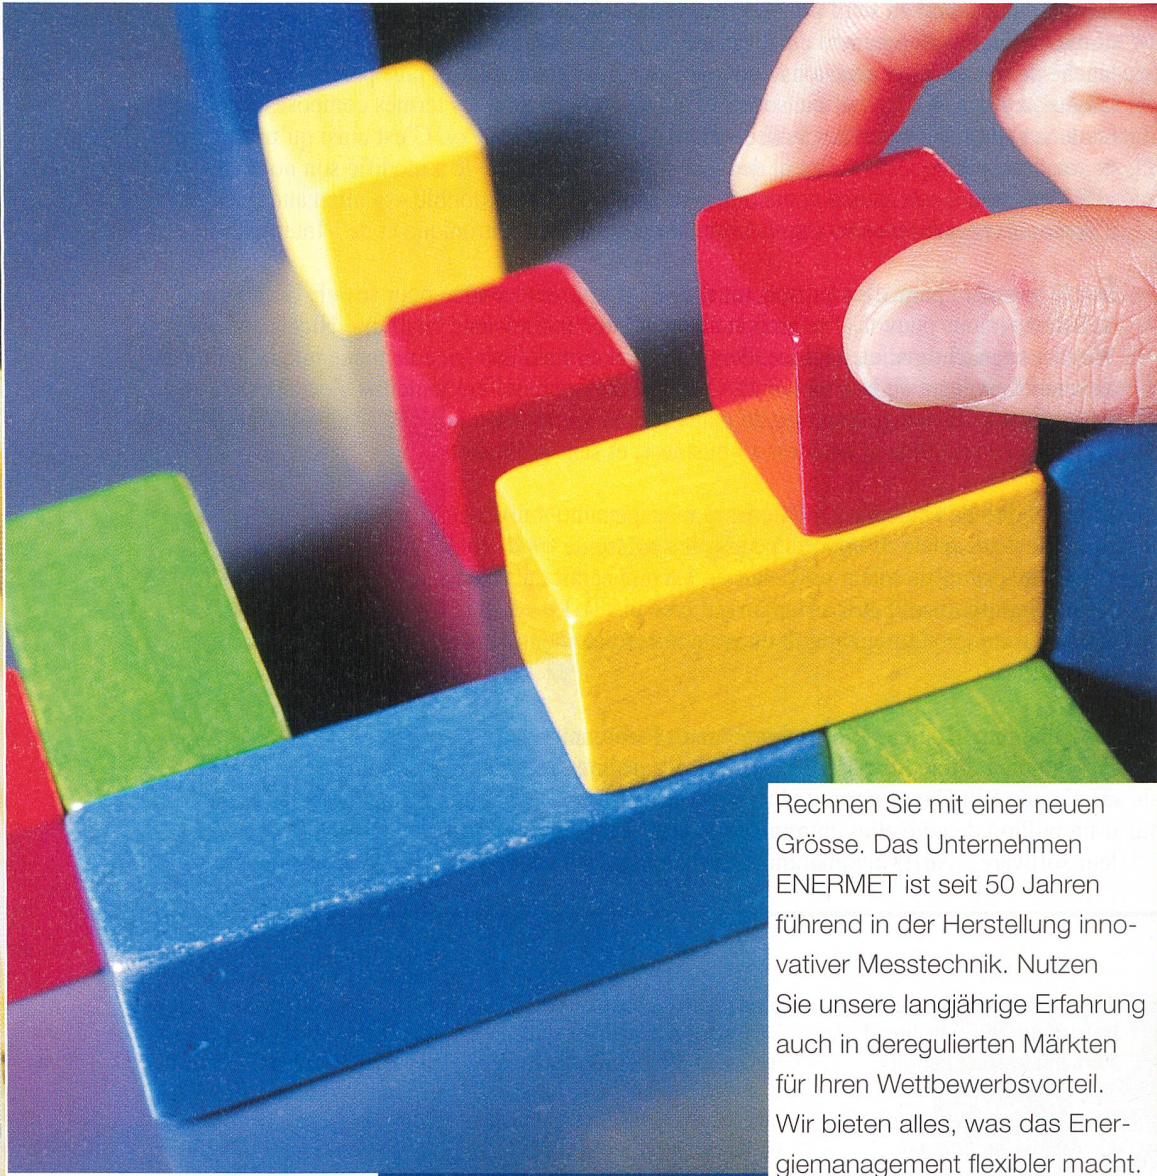 Rechnen Sie mit einer neuen
Grösse. Das Unternehmen
ENERMET ist seit 50 Jahren
führend in der Herstellung inno-
vativer Messtechnik. Nutzen
Sie unsere langjährige Erfahrung
auch in deregulierten Märkten
für Ihren Wettbewerbsvorteil.
Wir bieten alles, was das Ener-
giemanagement flexibler macht.